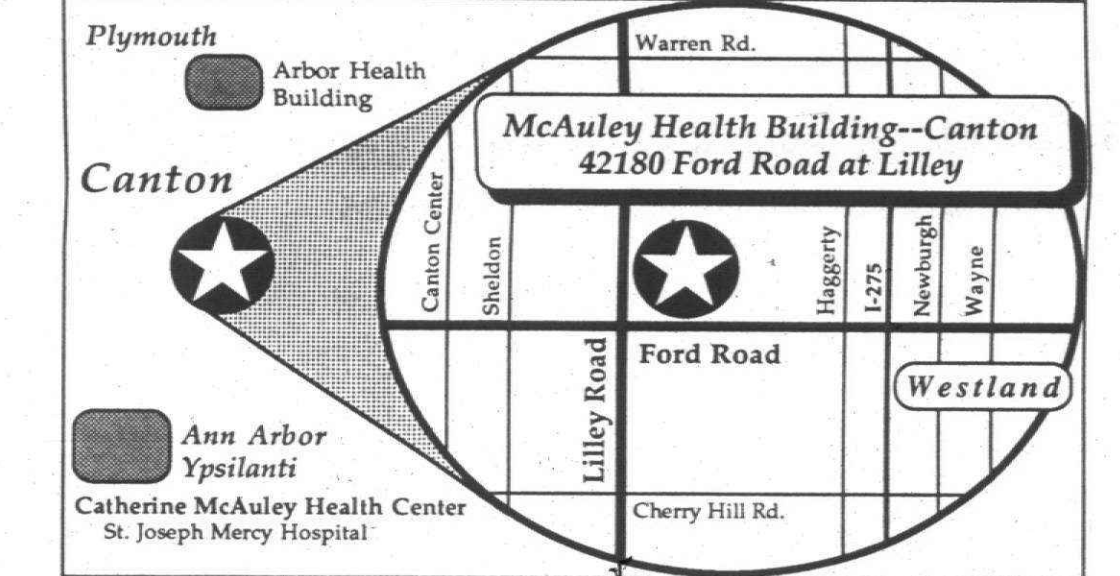 Plymouth
Arbor Health
Building
Canton
Ann Arbor
Ypsilanti
Catherine McAuley Health Center
St. Joseph Mercy Hospital
Warren Rd.
McAuley Health Building--Canton
42180 Ford Road at Lilley
Canton Center
Sheldon
Haggerty
I-275
Newburgh
Wayne
Lilley Road
Ford Road
Westland
Cherry Hill Rd.